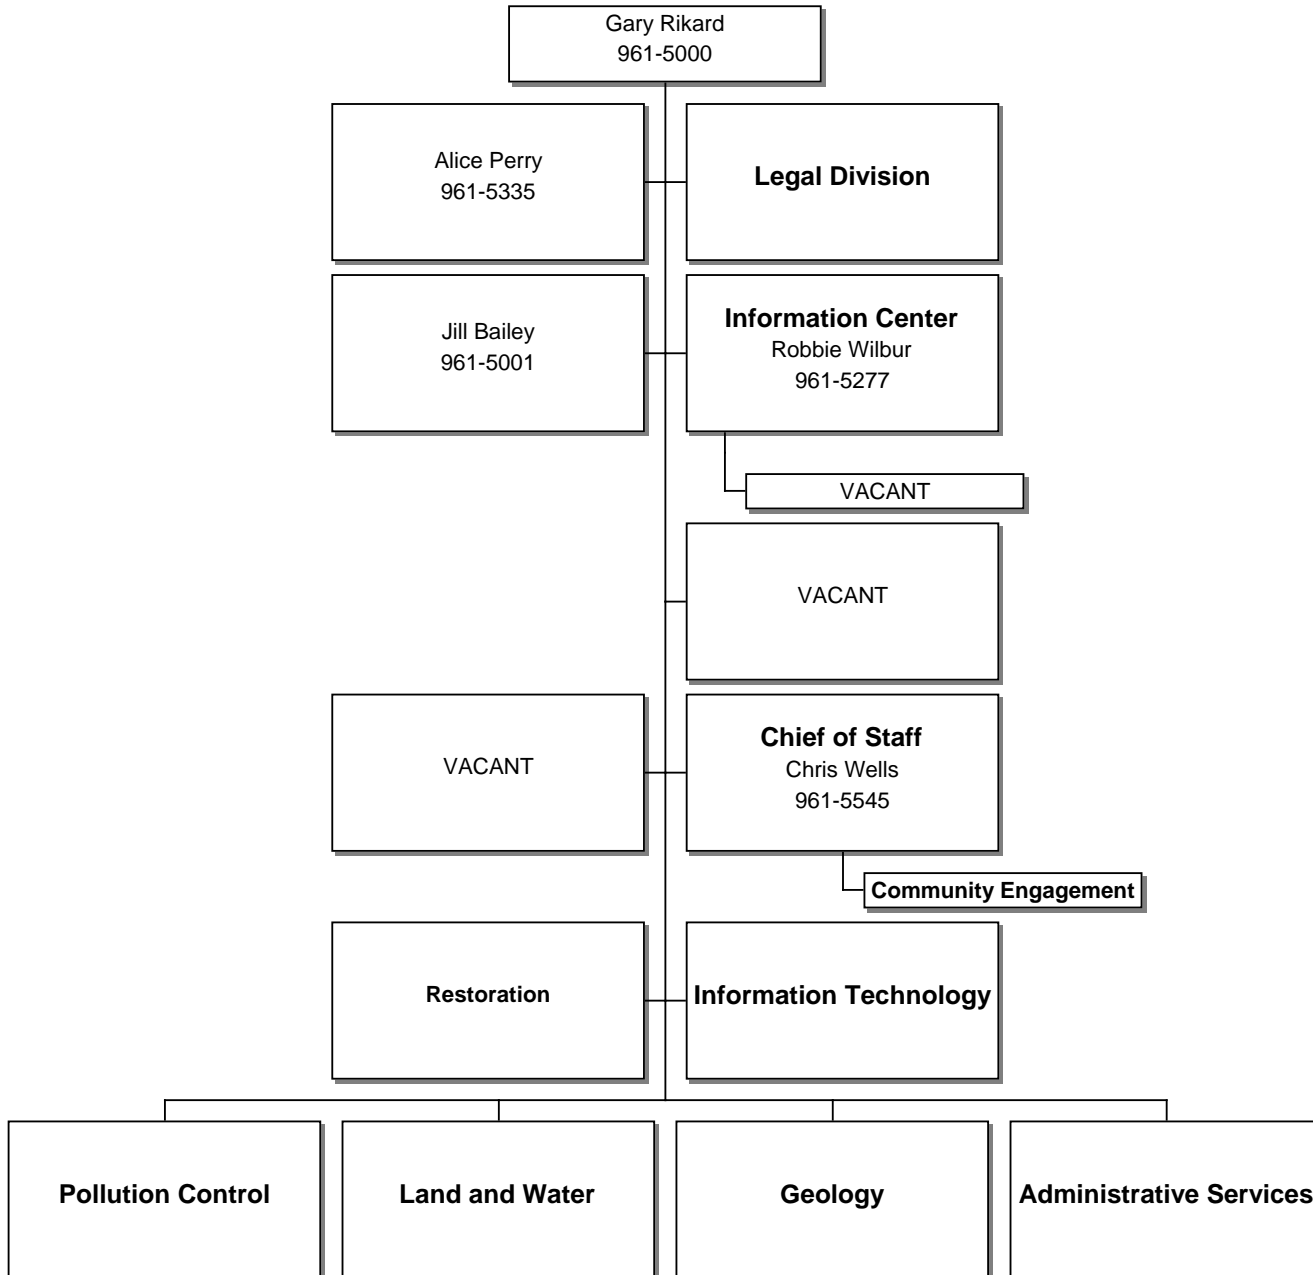 Gary Rikard
961-5000
Alice Perry
961-5335
Legal Division
Jill Bailey
961-5001
Information Center
Robbie Wilbur
961-5277
VACANT
VACANT
VACANT
Chief of Staff
Chris Wells
961-5545
Community Engagement
Restoration
Information Technology
Pollution Control
Land and Water
Geology
Administrative Services